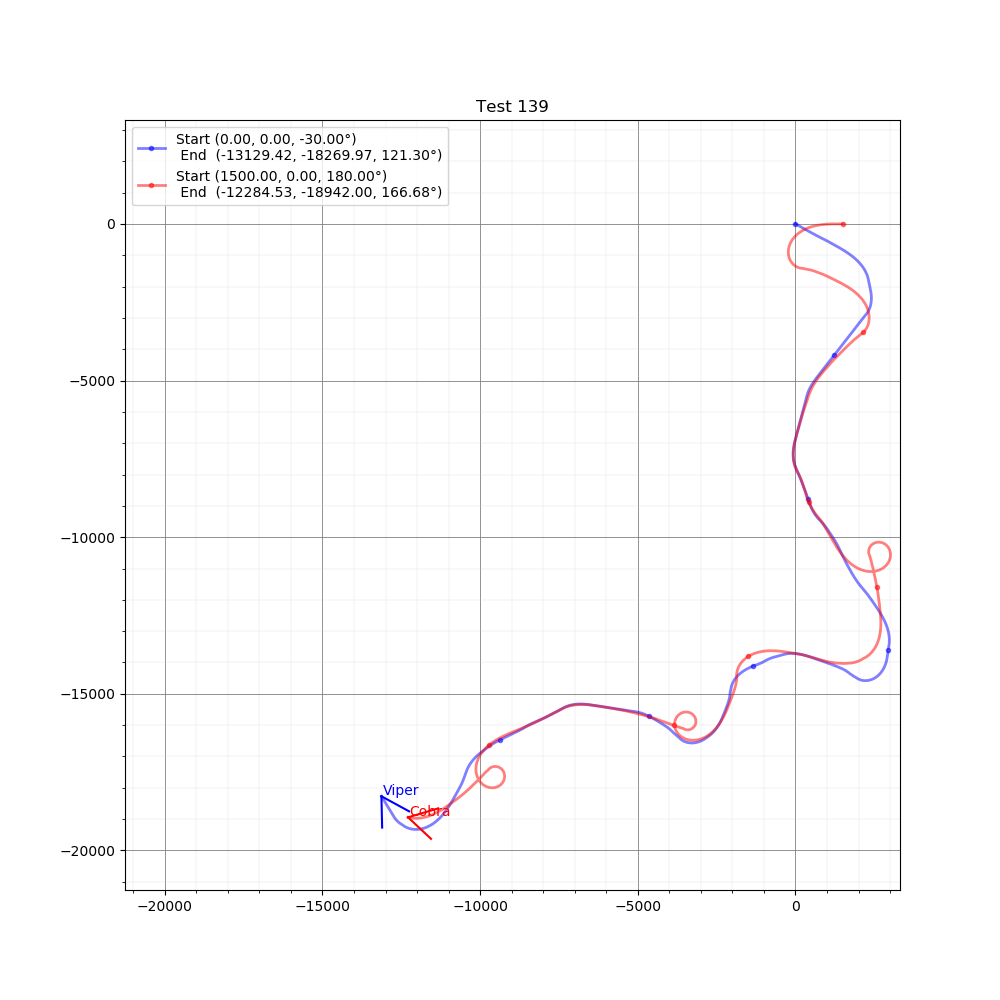 Test 139
Start (0.00, 0.00, -30.00°)
End (-13129.42, -18269.97, 121.30°)
Start (1500.00, 0.00, 180.00°)
End (-12284.53, -18942.00, 166.68°)
0
−5000
−10000
−15000
−20000
Viper
Cobra
−20000
−15000
−10000
−5000
0